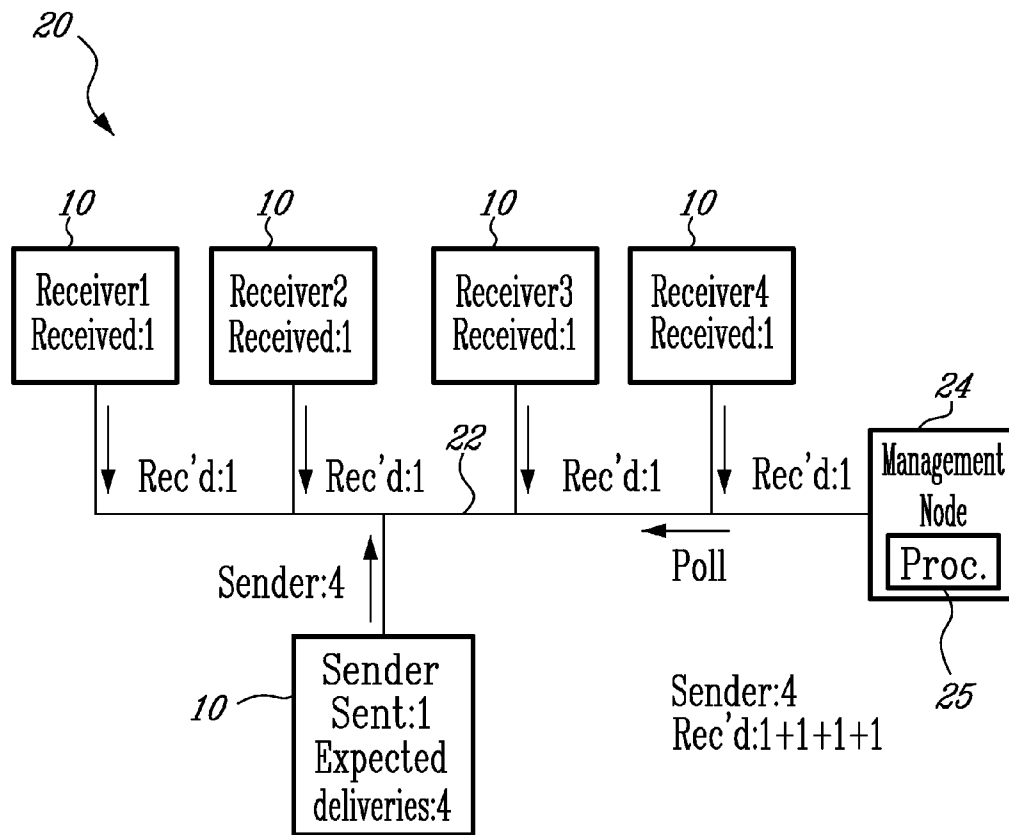 20
10
10
10
10
Receiver1
Received:1
Receiver2
Received:1
Receiver3
Received:1
Receiver4
Received:1
24
Management
Node
Proc.
25
22
Rec'd:1
Rec'd:1
Rec'd:1
Rec'd:1
Poll
Sender:4
10
Sender
Sent:1
Expected
deliveries:4
Sender:4
Rec'd:1+1+1+1